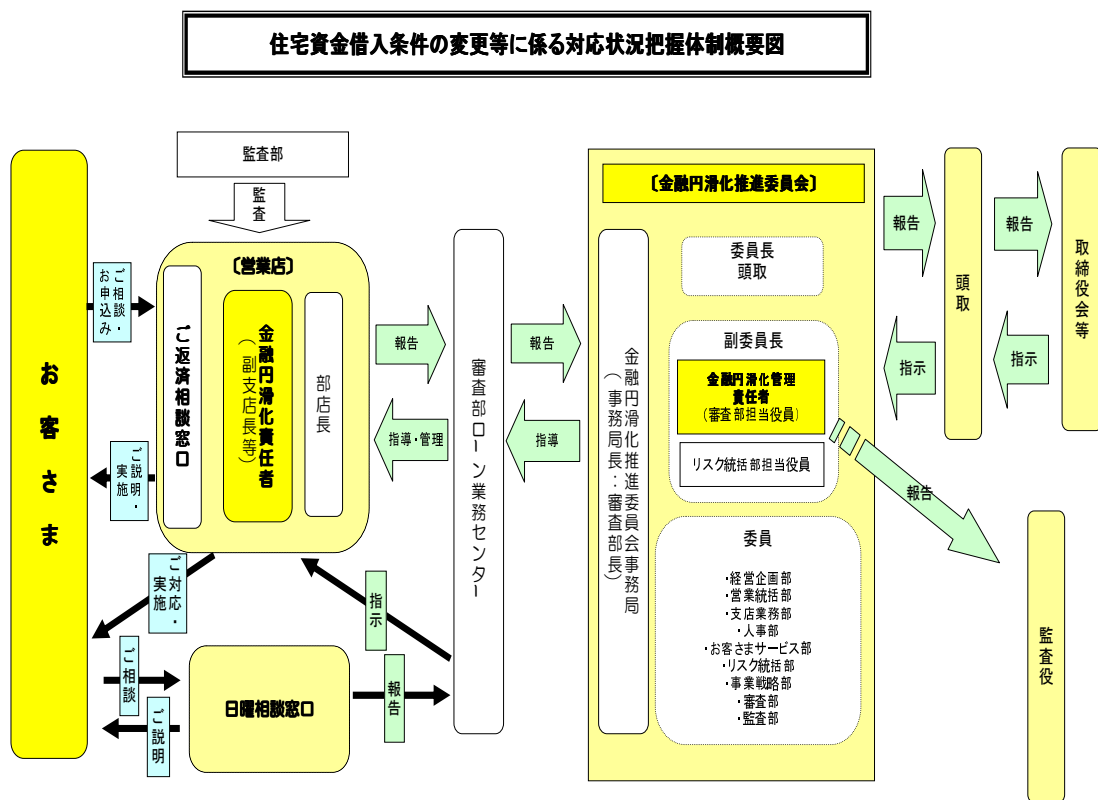 住宅資金借入条件の変更等に係る対応状況把握体制概要図
お客さま
ご相談・
お申込み
ご説明・
実施
ご対応・
実施
ご相談
ご説明
監査部
監査
〔営業店〕
ご返済相談窓口
金融円滑化責任者
(副支店長等)
部店長
日曜相談窓口
報告
指導・管理
指示
報告
審査部ローン業務センター
報告
指導
〔金融円滑化推進委員会〕
金融円滑化推進委員会事務局
(事務局長:審査部長)
委員長
頭取
副委員長
金融円滑化管理
責任者
(審査部担当役員)
リスク統括部担当役員
委員
・経営企画部
・営業統括部
・支店業務部
・人事部
・お客さまサービス部
・リスク統括部
・事業戦略部
・審査部
・監査部
報告
指示
頭取
報告
指示
取締役会等
報告
監査役